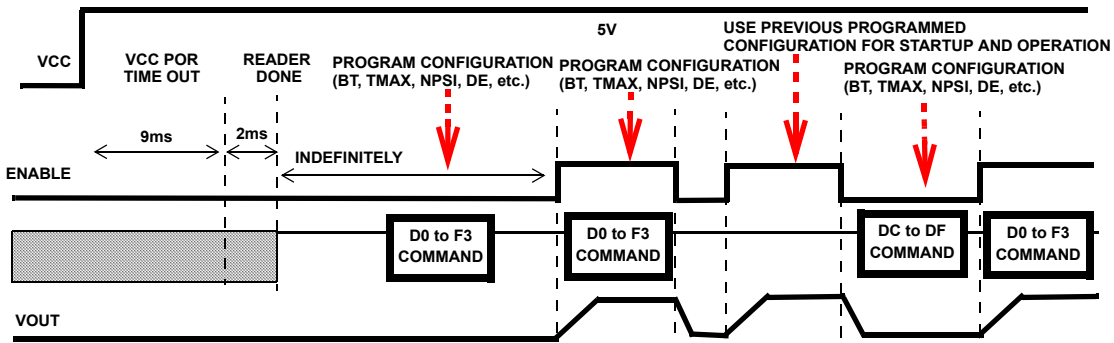 5V
USE PREVIOUS PROGRAMMED
CONFIGURATION FOR STARTUP AND OPERATION
VCC
VCC POR
TIME OUT
READER
DONE
PROGRAM CONFIGURATION
(BT, TMAX, NPSI, DE, etc.)
PROGRAM CONFIGURATION
(BT, TMAX, NPSI, DE, etc.)
PROGRAM CONFIGURATION
(BT, TMAX, NPSI, DE, etc.)
9ms
2ms
INDEFINITELY
ENABLE
D0 to F3
COMMAND
D0 to F3
COMMAND
DC to DF
COMMAND
D0 to F3
COMMAND
VOUT